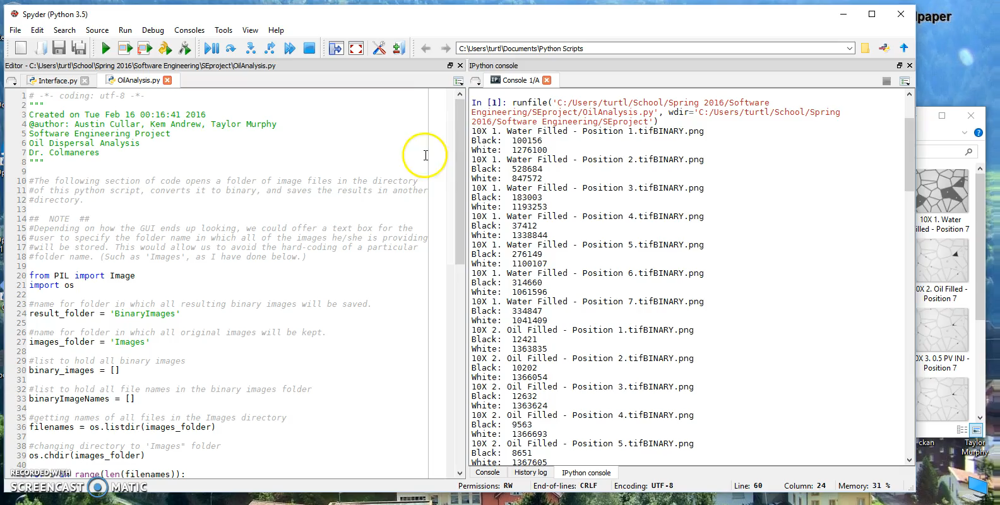 Spyder (Python 3.5)
lpaper
File Edit Search Source Run Debug Consoles Tools View Help
C:\Users\turtl\Documents\Python Scripts
Editor - C:\Users\turtl\School\Spring 2016\Software Engineering\SEproject\OilAnalysis.py
IPython console
Interface.py OilAnalysis.py
IP: Console 1/A
1 # -*- coding: utf-8 -*-
2 """
3 Created on Tue Feb 16 00:16:41 2016
4 @author: Austin Cullar, Kem Andrew, Taylor Murphy
5 Software Engineering Project
6 Oil Dispersal Analysis
7 Dr. Colmaneres
8 """
9
10 #The following section of code opens a folder of image files in the directory
11 #of this python script, converts it to binary, and saves the results in another
12 #directory.
13
14 ## NOTE ##
15 #Depending on how the GUI ends up looking, we could offer a text box for the
16 #user to specify the folder name in which all of the images he/she is providing
17 #will be stored. This would allow us to avoid the hard-coding of a particular
18 #folder name. (Such as 'Images', as I have done below.)
19
20 from PIL import Image
21 import os
22
23 #name for folder in which all resulting binary images will be saved.
24 result_folder = 'BinaryImages'
25
26 #name for folder in which all original images will be kept.
27 images_folder = 'Images'
28
29 #list to hold all binary images
30 binary_images = []
31
32 #list to hold all file names in the binary images folder
33 binaryImageNames = []
34
35 #getting names of all files in the Images directory
36 filenames = os.listdir(images_folder)
37
38 #changing directory to 'Images" folder
39 os.chdir(images_folder)
40
in range(len(filenames)):
RECORDED WITH
SCREENCAST MATIC
In [1]: runfile('C:/Users/turtl/School/Spring 2016/Software
Engineering/SEproject/OilAnalysis.py', wdir='C:/Users/turtl/School/Spring
2016/Software Engineering/SEproject')
10X 1. Water Filled - Position 1.tifBINARY.png
Black: 100156
White: 1276100
10X 1. Water Filled - Position 2.tifBINARY.png
Black: 528684
White: 847572
10X 1. Water Filled - Position 3.tifBINARY.png
Black: 183003
White: 1193253
10X 1. Water Filled - Position 4.tifBINARY.png
Black: 37412
White: 1338844
10X 1. Water Filled - Position 5.tifBINARY.png
Black: 276149
White: 1100107
10X 1. Water Filled - Position 6.tifBINARY.png
Black: 314660
White: 1061596
10X 1. Water Filled - Position 7.tifBINARY.png
Black: 334847
White: 1041409
10X 2. Oil Filled - Position 1.tifBINARY.png
Black: 12421
White: 1363835
10X 2. Oil Filled - Position 2.tifBINARY.png
Black: 10202
White: 1366054
10X 2. Oil Filled - Position 3.tifBINARY.png
Black: 12632
White: 1363624
10X 2. Oil Filled - Position 4.tifBINARY.png
Black: 9563
White: 1366693
10X 2. Oil Filled - Position 5.tifBINARY.png
Black: 8651
White: 1367605
Console History log IPython console
Permissions: RW End-of-lines: CRLF Encoding: UTF-8 Line: 60 Column: 24 Memory: 31 %
10X 1. Water
illed - Position 7
0X 2. Oil Filled -
Position 7
0X 3. 0.5 PV INJ -
Position 7
ckan
Taylor
Murphy